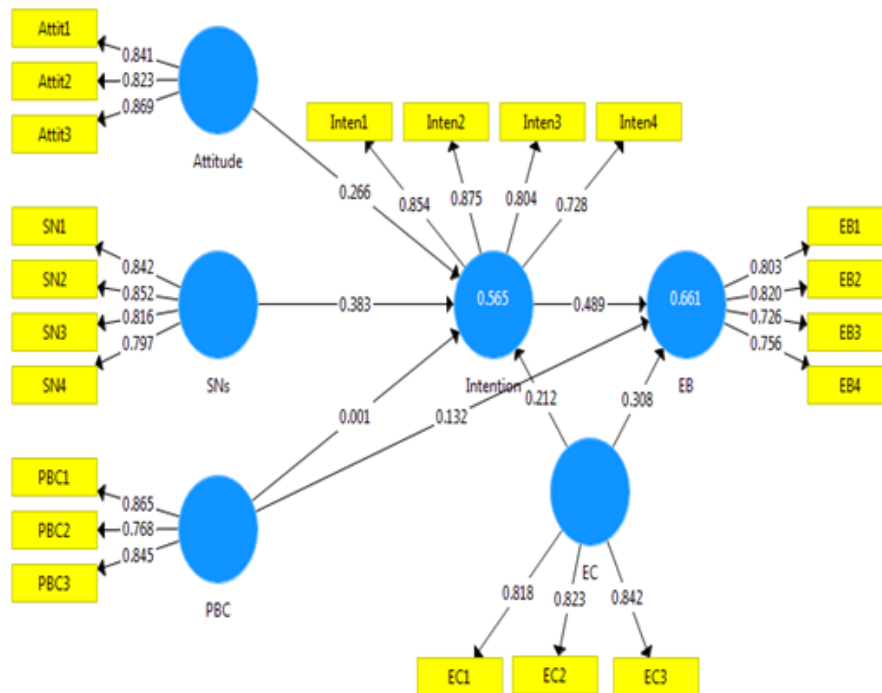 Attit1
0.841
Attit2
0.823
0.869
Attit3
Attitude
Inten1
Inten2
Inten3
Inten4
0.266
0.854
0.875
0.804
0.728
SN1
0.842
SN2
0.852
SN3
0.816
0.797
SN4
SNs
0.383
0.565
Intention
0.489
0.661
EB
EB1
0.803
EB2
0.820
0.726
EB3
0.756
EB4
0.001
0.132
0.212
0.308
PBC1
0.865
PBC2
0.768
0.845
PBC3
PBC
EC
0.818
0.823
0.842
EC1
EC2
EC3